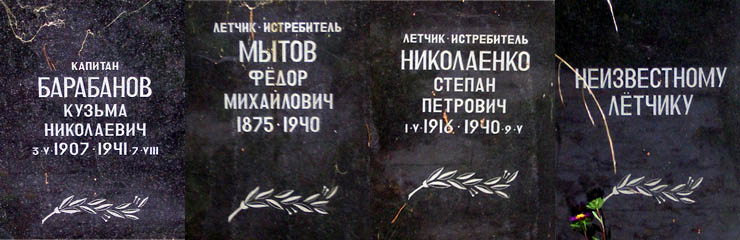 КАПИТАН
БАРАБАНОВ
КУЗЬМА
НИКОЛАЕВИЧ
3·V·1907·1941·7·VIII
ЛЕТЧИК·ИСТРЕБИТЕЛЬ
МЫТОВ
ФЁДОР
МИХАЙЛОВИЧ
1875·1940
ЛЕТЧИК·ИСТРЕБИТЕЛЬ
НИКОЛАЕНКО
СТЕПАН
ПЕТРОВИЧ
1·V·1916·1940·9·V
НЕИЗВЕСТНОМУ
ЛЁТЧИКУ